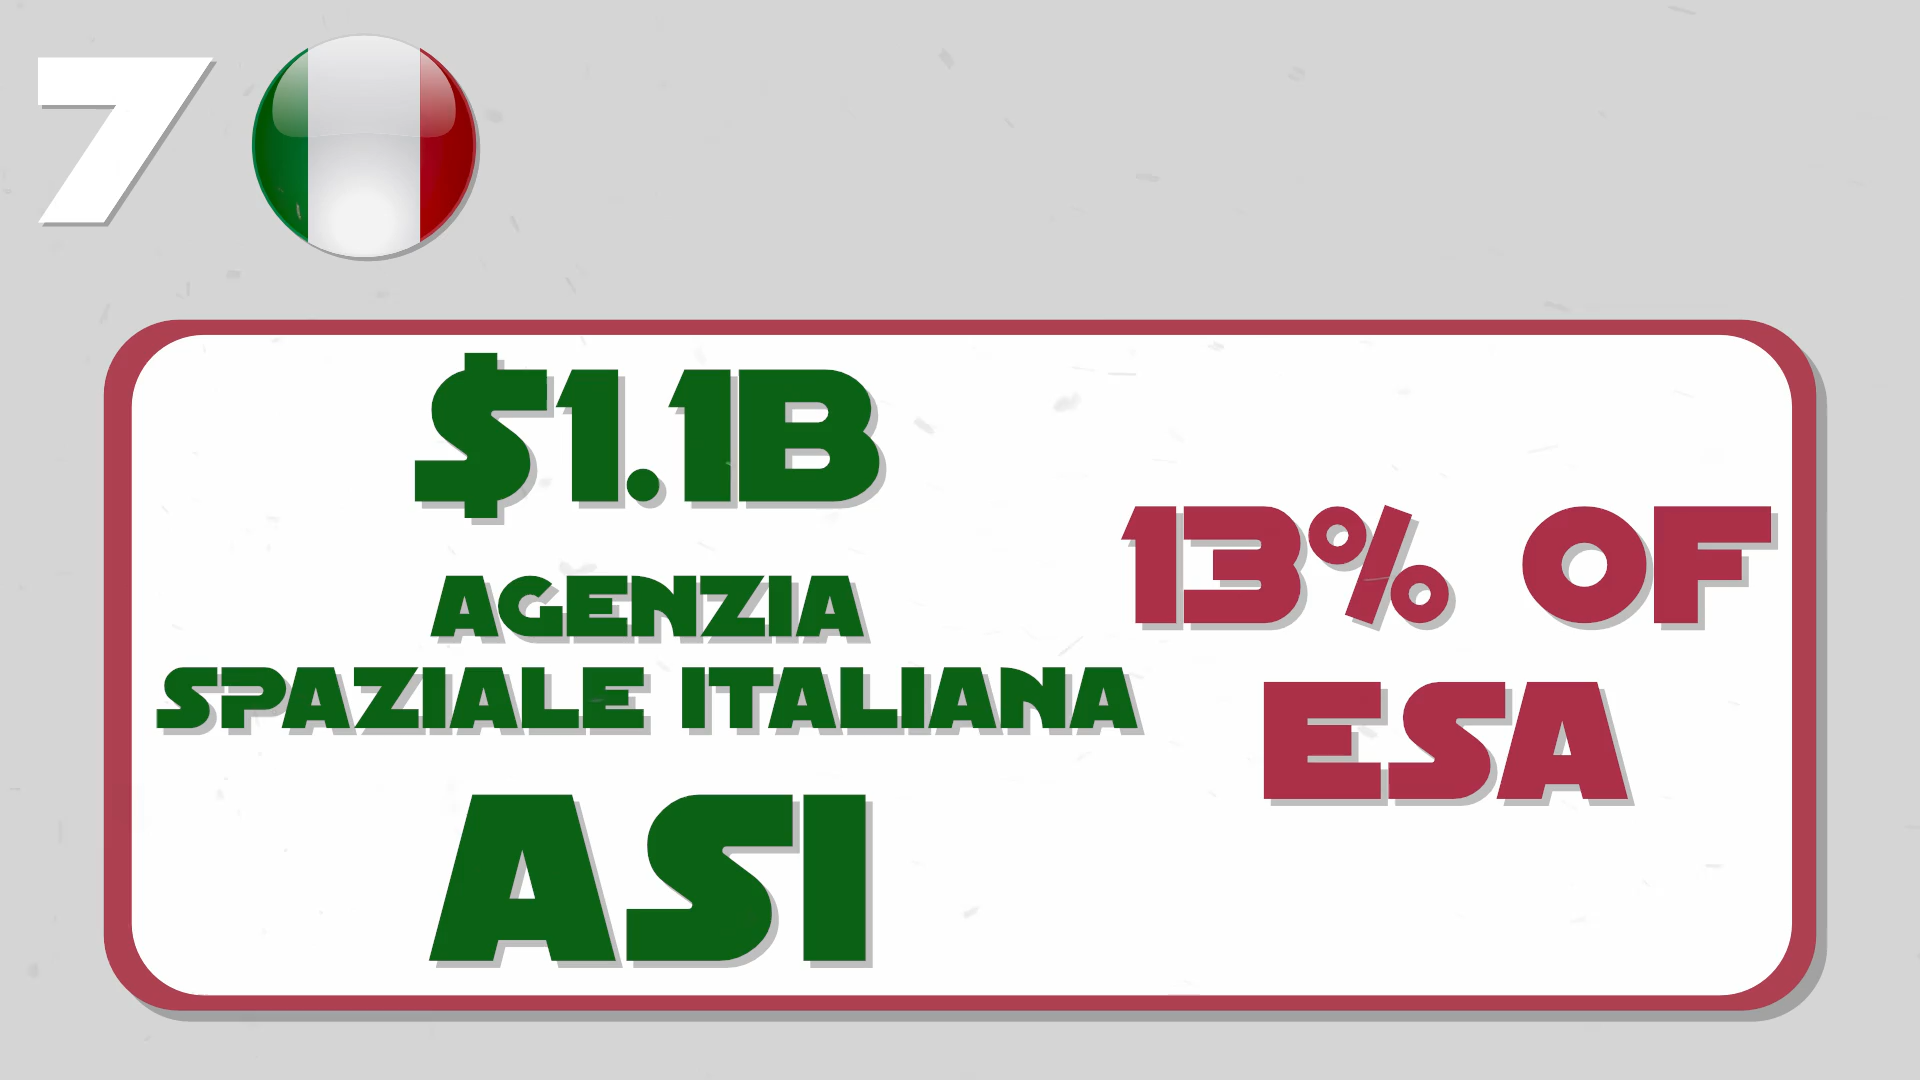 7
$1.1B
AGENZIA
SPAZIALE ITALIANA
ASI
13% OF
ESA